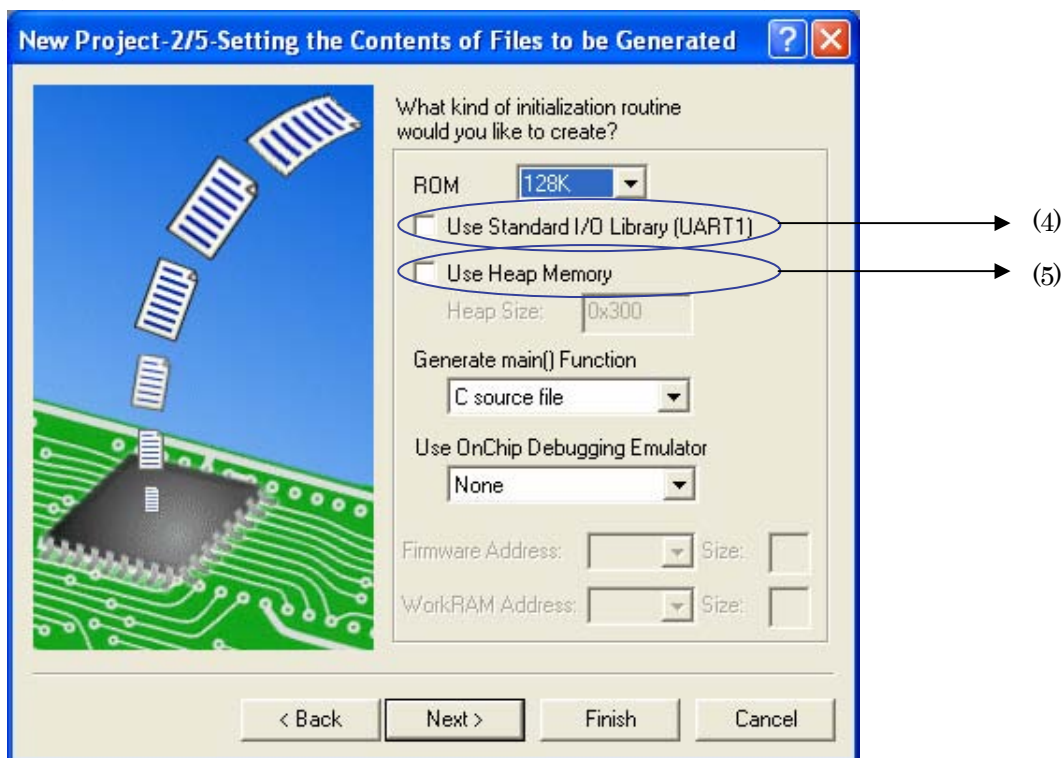 New Project-2/5-Setting the Contents of Files to be Generated
What kind of initialization routine
would you like to create?
ROM 128K
Use Standard I/O Library (UART1) (4)
Use Heap Memory (5)
Heap Size: 0x300
Generate main() Function
C source file
Use OnChip Debugging Emulator
None
Firmware Address: Size:
WorkRAM Address: Size:
< Back Next > Finish Cancel